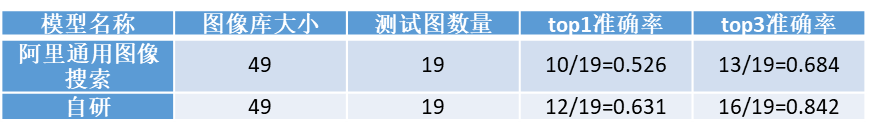 模型名称 图像库大小 测试图数量 top1准确率 top3准确率
阿里通用图像
搜索 49 19 10/19=0.526 13/19=0.684
自研 49 19 12/19=0.631 16/19=0.842